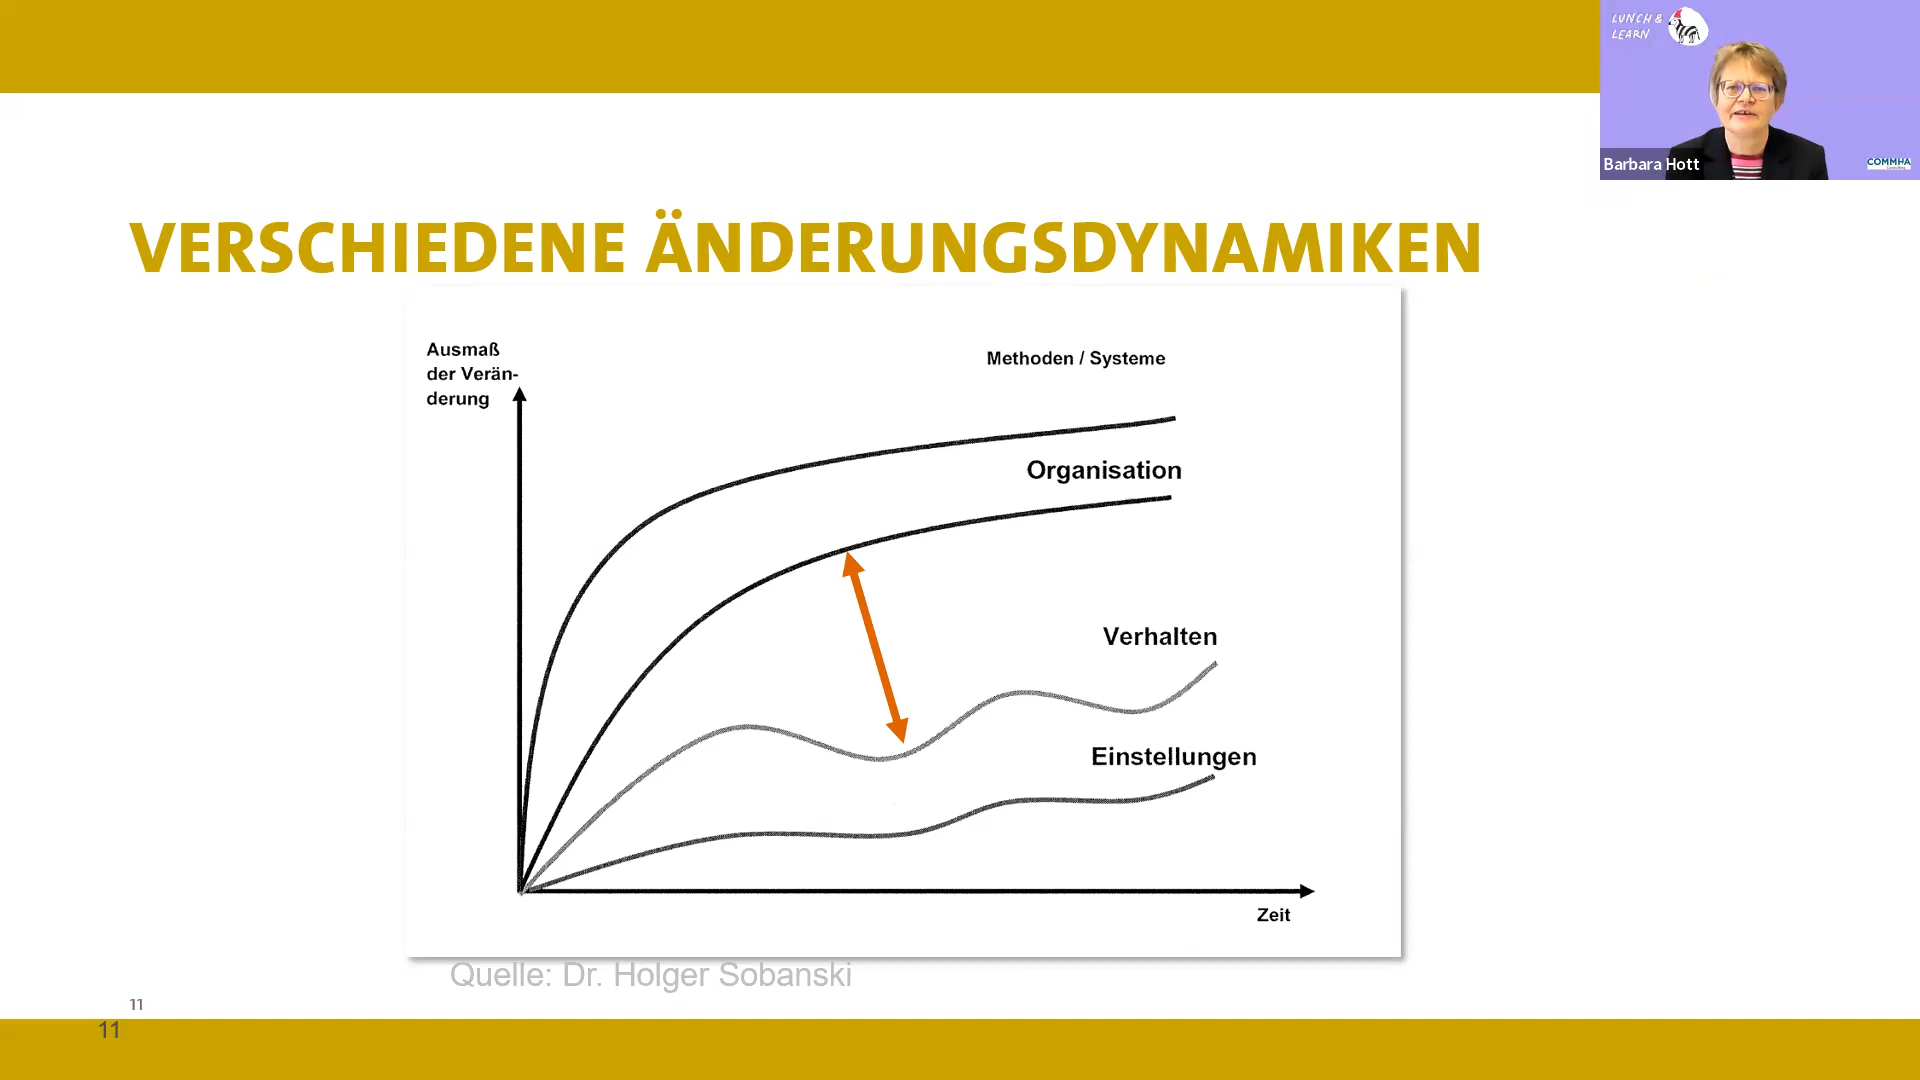 LUNCH &
LEARN
Barbara Hott
COMMHA
VERSCHIEDENE ÄNDERUNGSDYNAMIKEN
Ausmaß
der Verän-
derung
Methoden / Systeme
Organisation
Verhalten
Einstellungen
Zeit
Quelle: Dr. Holger Sobanski
11
11